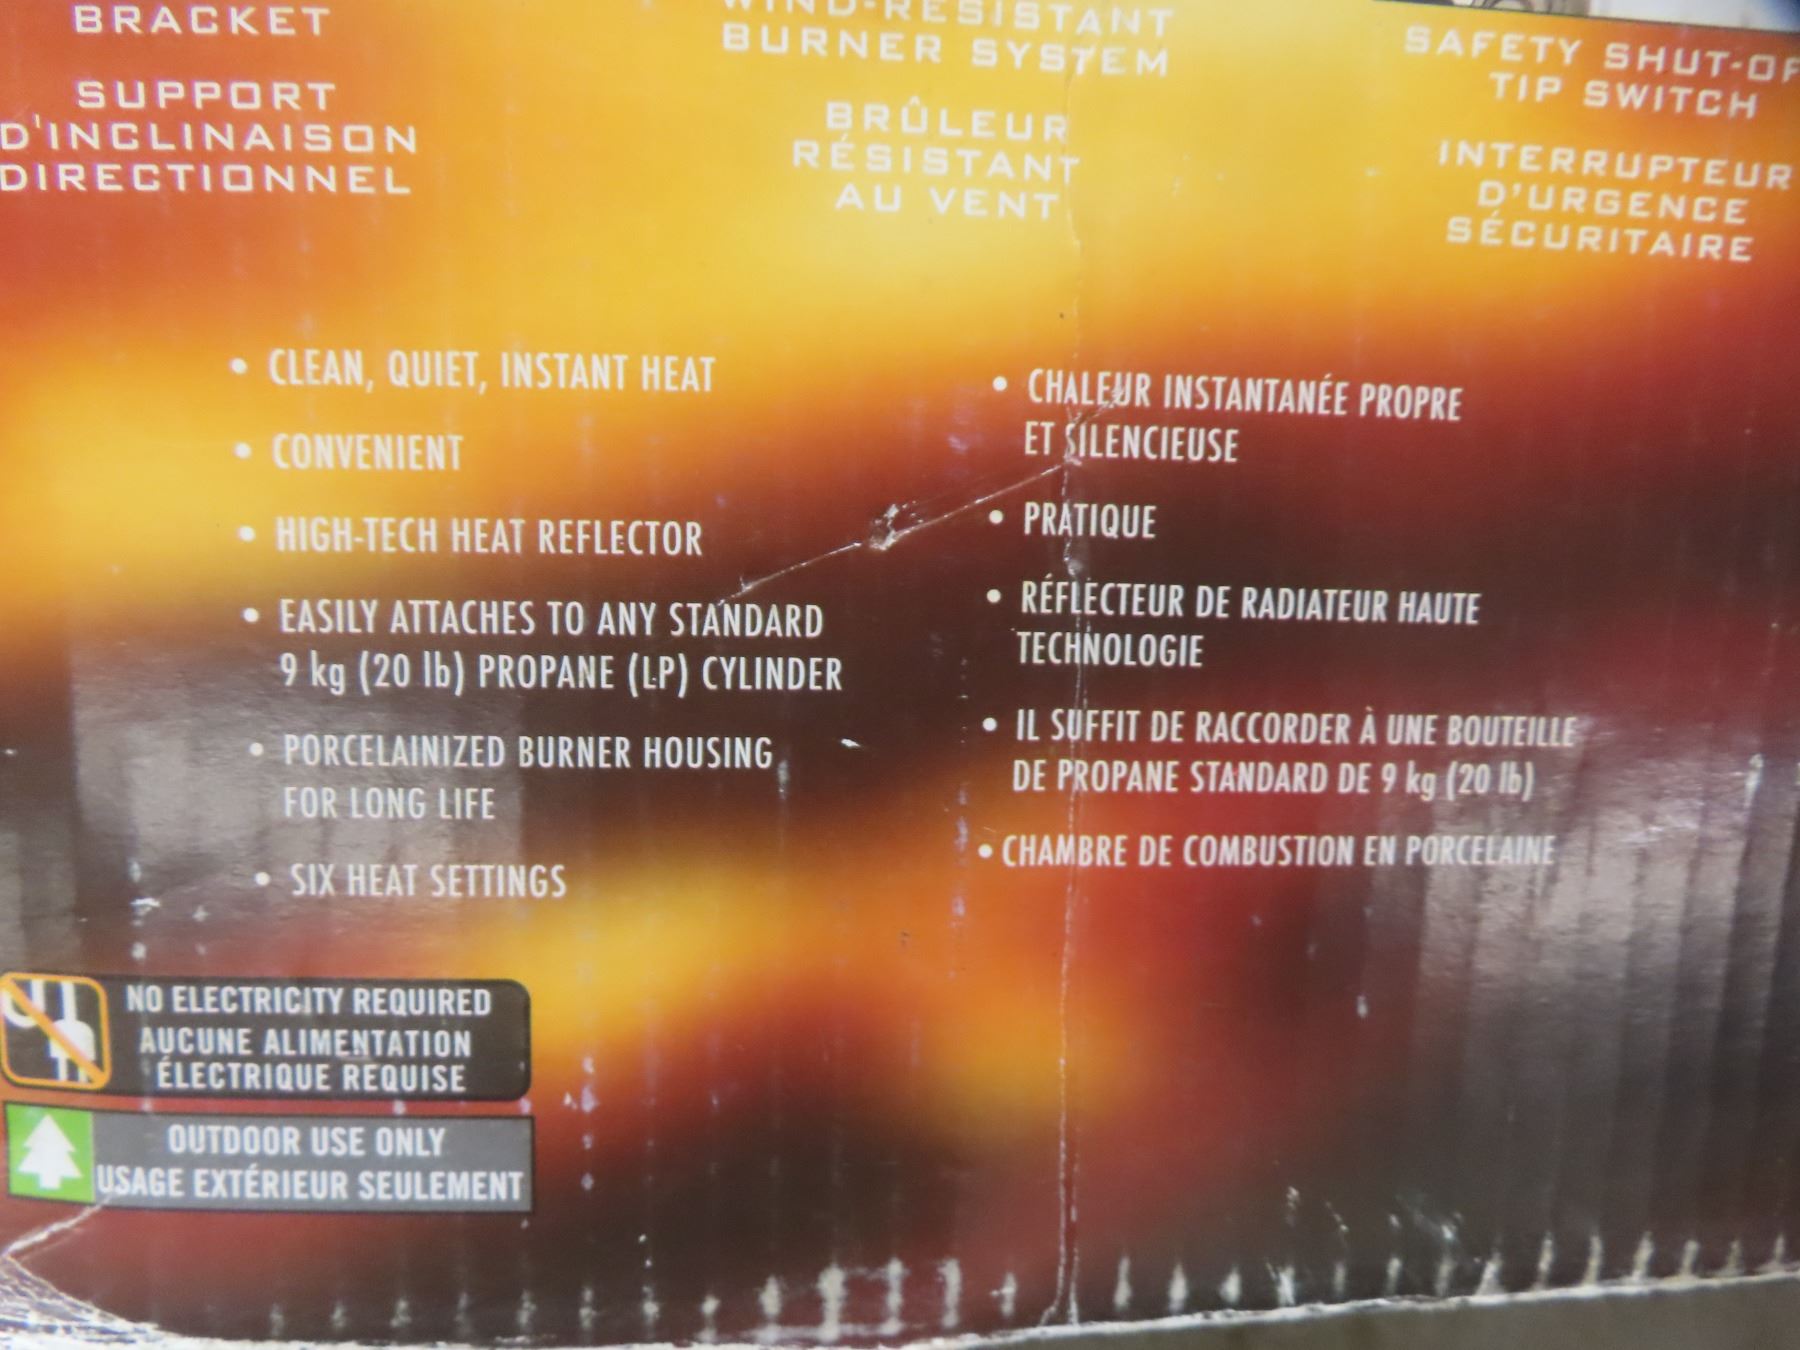 BRACKET
SUPPORT
D'INCLINAISON
DIRECTIONNEL
WIND-RESISTANT
BURNER SYSTEM
BRÛLEUR
RÉSISTANT
AU VENT
SAFETY SHUT-OF
TIP SWITCH
INTERRUPTEUR
D'URGENCE
SÉCURITAIRE
• CLEAN, QUIET, INSTANT HEAT
• CONVENIENT
• HIGH-TECH HEAT REFLECTOR
• EASILY ATTACHES TO ANY STANDARD
9 kg (20 lb) PROPANE (LP) CYLINDER
• PORCELAINIZED BURNER HOUSING
FOR LONG LIFE
• SIX HEAT SETTINGS
• CHALEUR INSTANTANÉE PROPRE
ET SILENCIEUSE
• PRATIQUE
• RÉFLECTEUR DE RADIATEUR HAUTE
TECHNOLOGIE
• IL SUFFIT DE RACCORDER À UNE BOUTEILLE
DE PROPANE STANDARD DE 9 kg (20 lb)
• CHAMBRE DE COMBUSTION EN PORCELAINE
NO ELECTRICITY REQUIRED
AUCUNE ALIMENTATION
ÉLECTRIQUE REQUISE
OUTDOOR USE ONLY
USAGE EXTÉRIEUR SEULEMENT